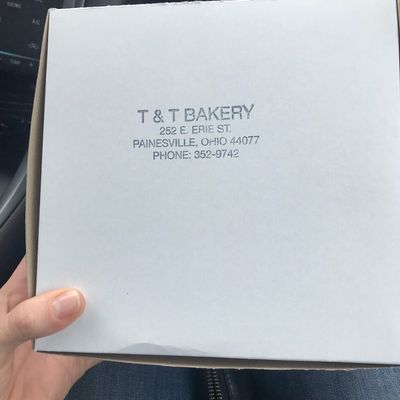 T & T BAKERY
252 E. ERIE ST.
PAINESVILLE, OHIO 44077
PHONE: 352-9742